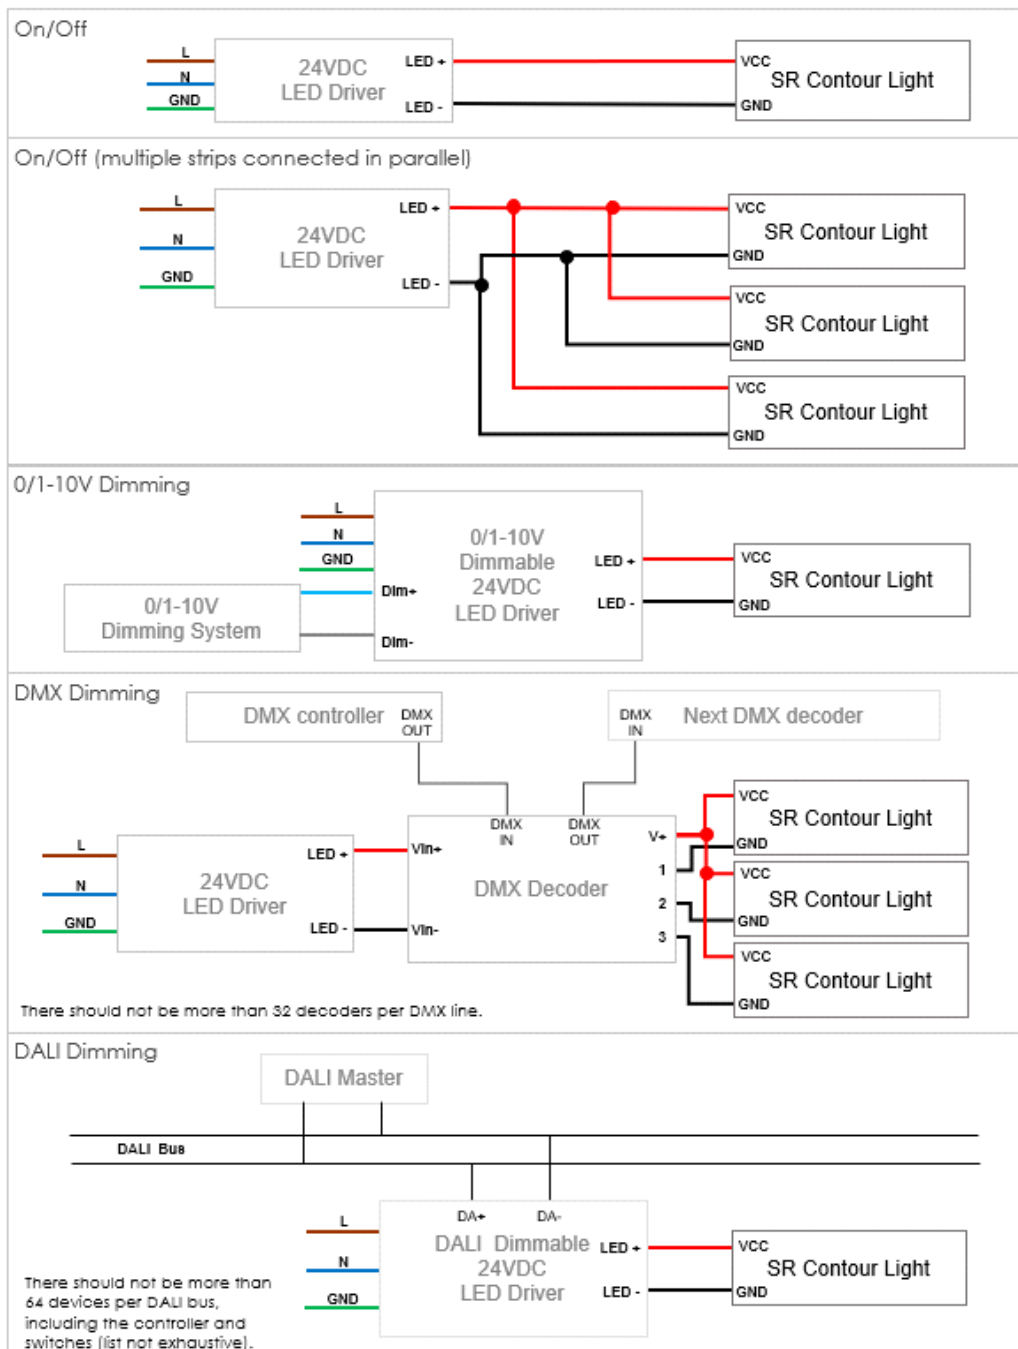 On/Off
L
N
GND
24VDC
LED Driver
LED +
LED -
VCC
SR Contour Light
GND
On/Off (multiple strips connected in parallel)
L
N
GND
24VDC
LED Driver
LED +
LED -
VCC
SR Contour Light
GND
VCC
SR Contour Light
GND
VCC
SR Contour Light
GND
0/1-10V Dimming
L
N
GND
0/1-10V
Dimming System
Dim+
Dim-
0/1-10V
Dimmable
24VDC
LED Driver
LED +
LED -
VCC
SR Contour Light
GND
DMX Dimming
DMX controller
DMX
OUT
DMX
IN
Next DMX decoder
L
N
GND
24VDC
LED Driver
LED +
LED -
Vin+
Vin-
DMX
IN
DMX
OUT
DMX Decoder
V+
1
2
3
VCC
SR Contour Light
GND
VCC
SR Contour Light
GND
VCC
SR Contour Light
GND
There should not be more than 32 decoders per DMX line.
DALI Dimming
DALI Master
DALI Bus
L
N
GND
DA+
DA-
DALI Dimmable
24VDC
LED Driver
LED +
LED -
VCC
SR Contour Light
GND
There should not be more than
64 devices per DALI bus,
including the controller and
switches (list not exhaustive).